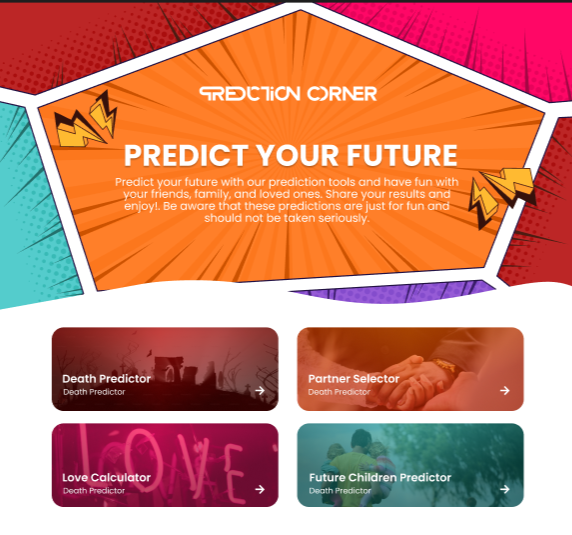 PREDICTION CORNER
PREDICT YOUR FUTURE
Predict your future with our prediction tools and have fun with
your friends, family, and loved ones. Share your results and
enjoy!. Be aware that these predictions are just for fun and
should not be taken seriously.
Death Predictor
Death Predictor
Partner Selector
Death Predictor
LOVE
Love Calculator
Death Predictor
Future Children Predictor
Death Predictor